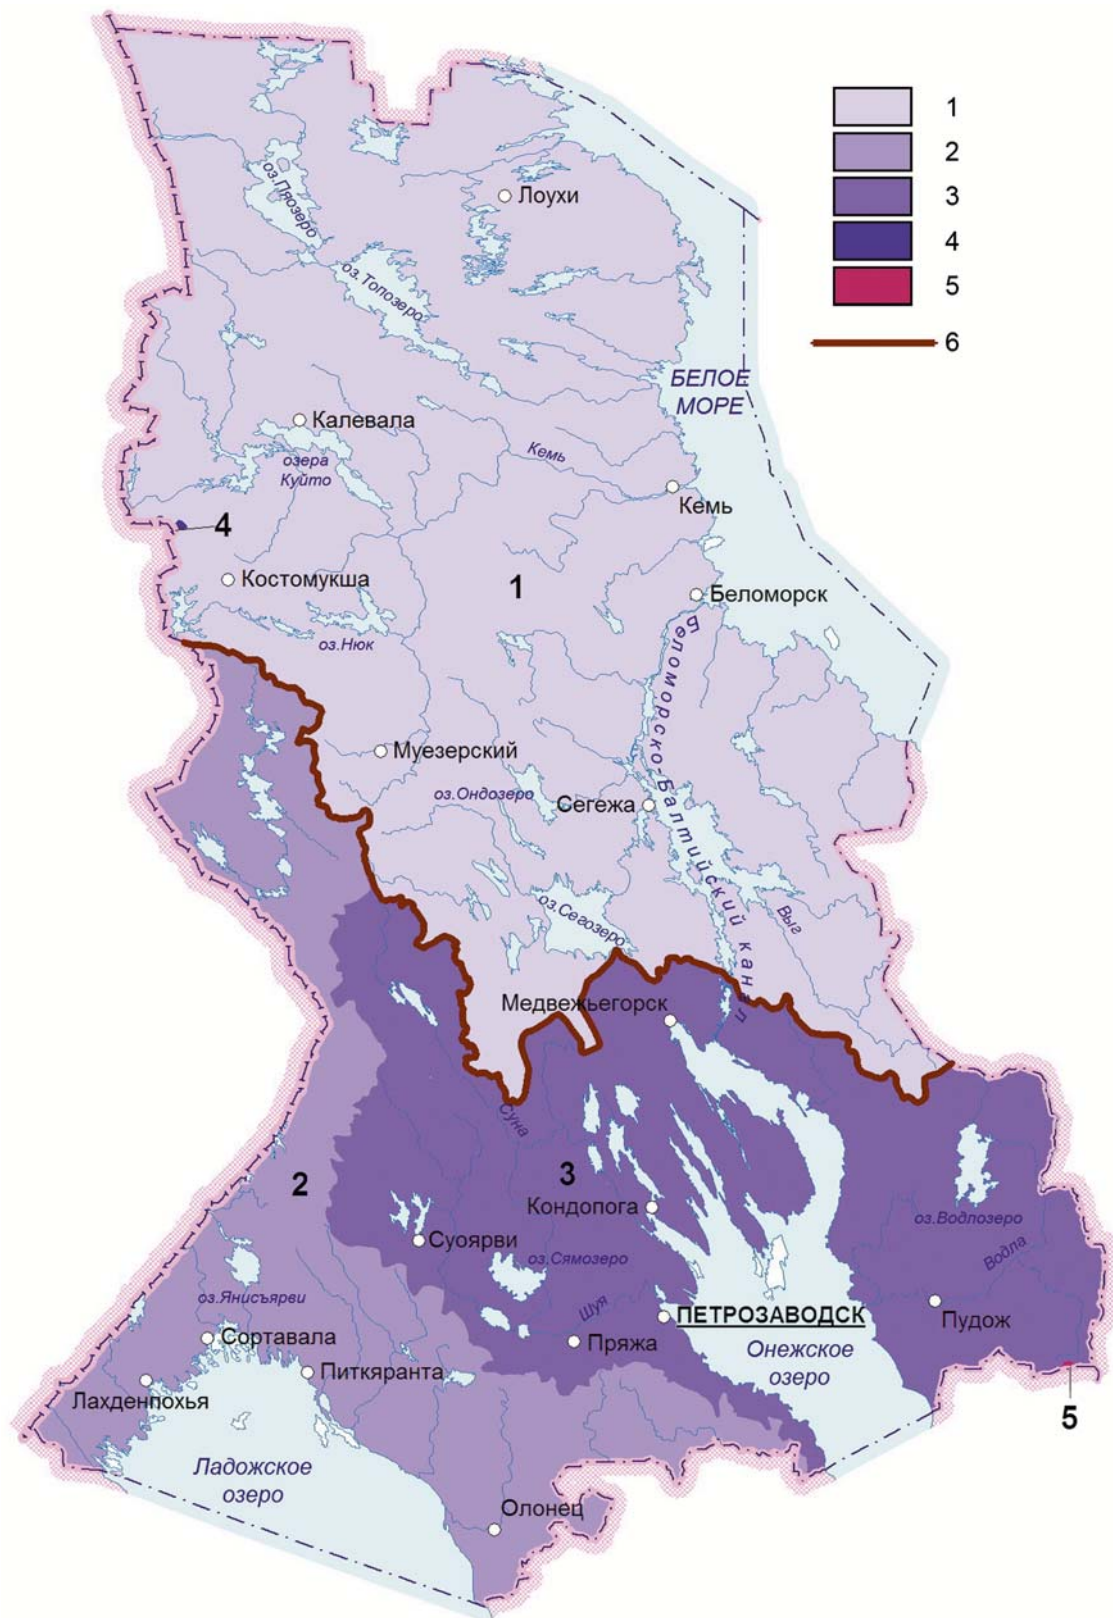 1
2
3
4
5
6
Лоухи
оз.Пяозеро
оз.Топозеро
БЕЛОЕ
МОРЕ
Калевала
озера
Куйто
Кемь
Кемь
4
Костомукша
1
Беломорск
оз.Нюк
Беломорско-Балтийский канал
Муезерский
оз.Ондозеро
Сегежа
Выг
оз.Сегозеро
Медвежьегорск
Суна
2
3
Кондопога
оз.Водлозеро
Водла
Суоярви
оз.Сямозеро
оз.Янисъярви
Шуя
ПЕТРОЗАВОДСК
Пудож
Сортавала
Пряжа
Онежское
озеро
Питкяранта
Лахденпохья
5
Ладожское
озеро
Олонец